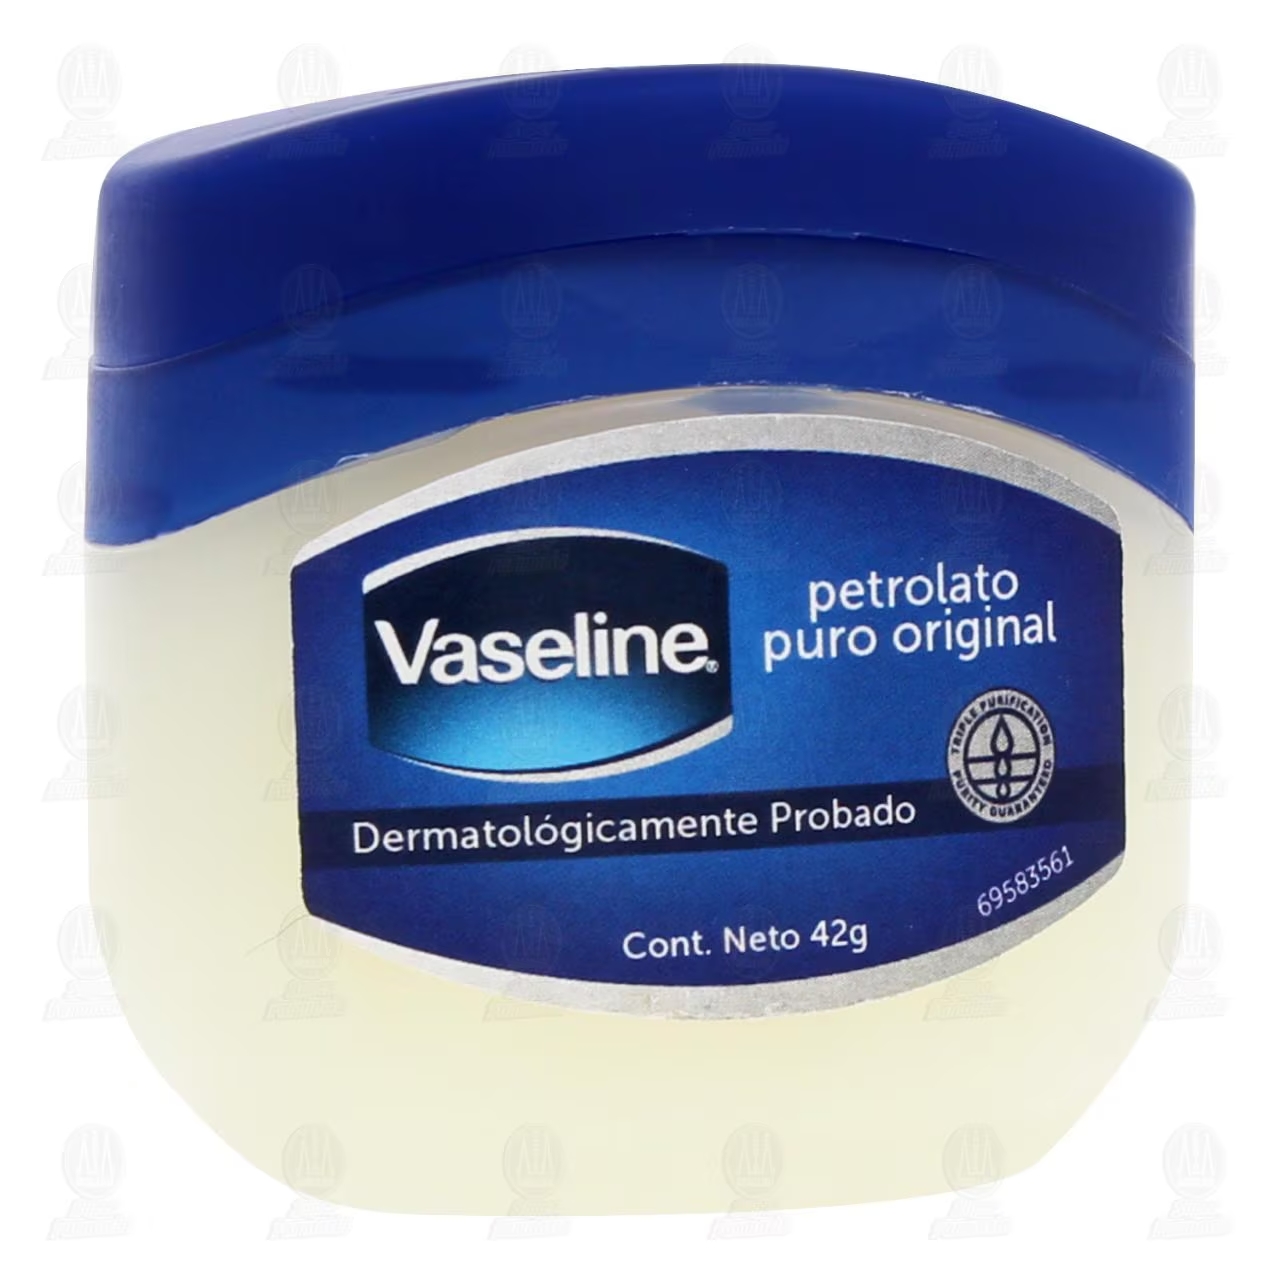 Vaseline®
petrolato
puro original
TRIPLE PURIFICATION
PURITY GUARANTEED
Dermatológicamente Probado
69583561
Cont. Neto 42g